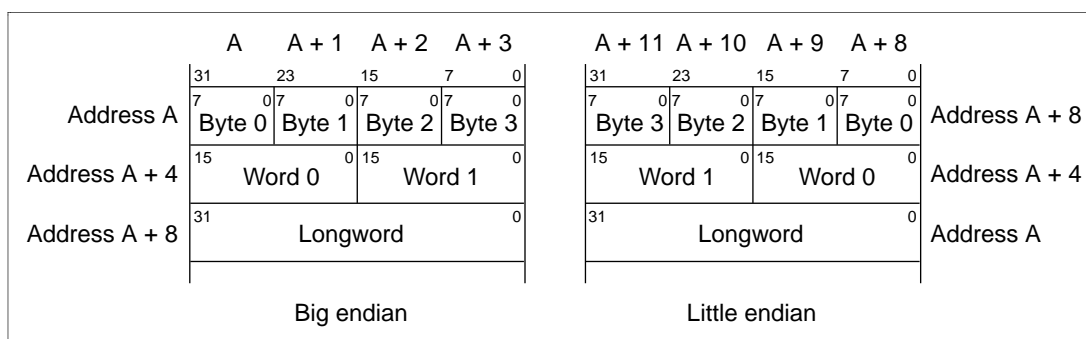 A A + 1 A + 2 A + 3 A + 11 A + 10 A + 9 A + 8
31 23 15 7 0 31 23 15 7 0
7 0 7 0 7 0 7 0 7 0 7 0 7 0 7 0
Address A Byte 0 Byte 1 Byte 2 Byte 3 Byte 3 Byte 2 Byte 1 Byte 0 Address A + 8
15 0 15 0 15 0 15 0
Address A + 4 Word 0 Word 1 Word 1 Word 0 Address A + 4
31 0 31 0
Address A + 8 Longword Longword Address A
Big endian Little endian